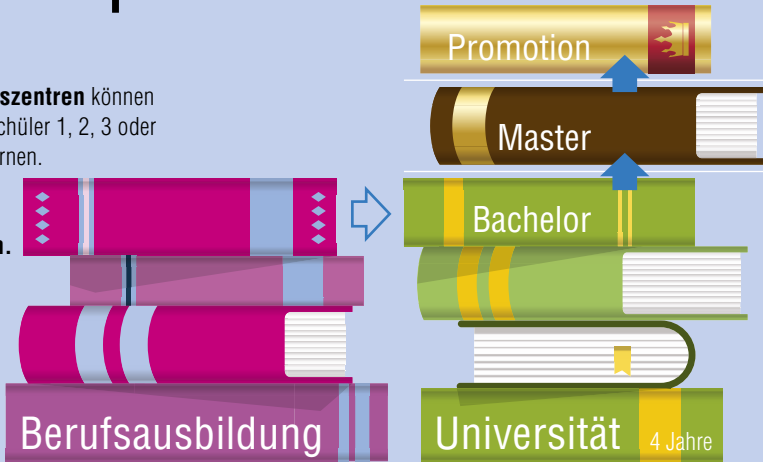 szentren können
chüler 1, 2, 3 oder
rnen.
n.
Promotion
Master
Bachelor
Berufsausbildung
Universität 4 Jahre